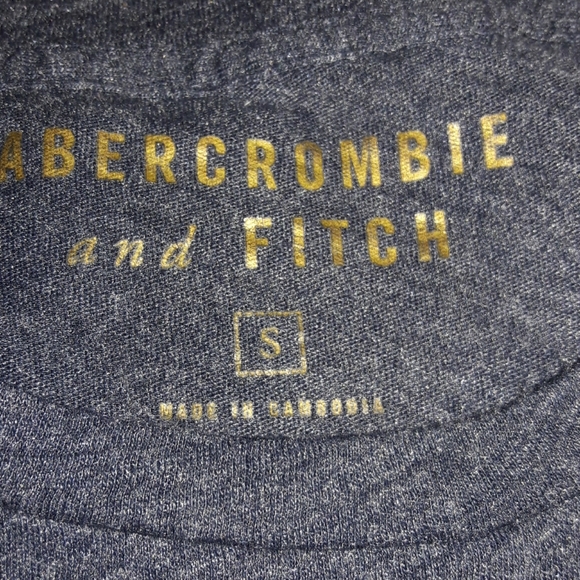 ABERCROMBIE
and FITCH
S
MADE IN CAMBODIA